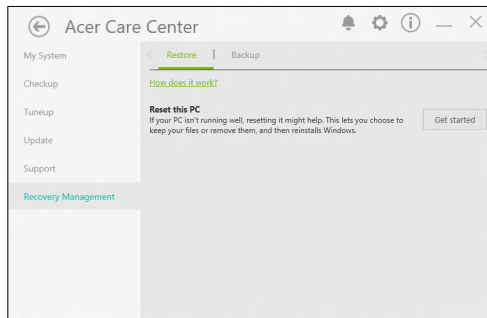 Acer Care Center
My System
Checkup
Tuneup
Update
Support
Recovery Management
Restore | Backup
How does it work?
Reset this PC
If your PC isn't running well, resetting it might help. This lets you choose to
keep your files or remove them, and then reinstalls Windows.
Get started